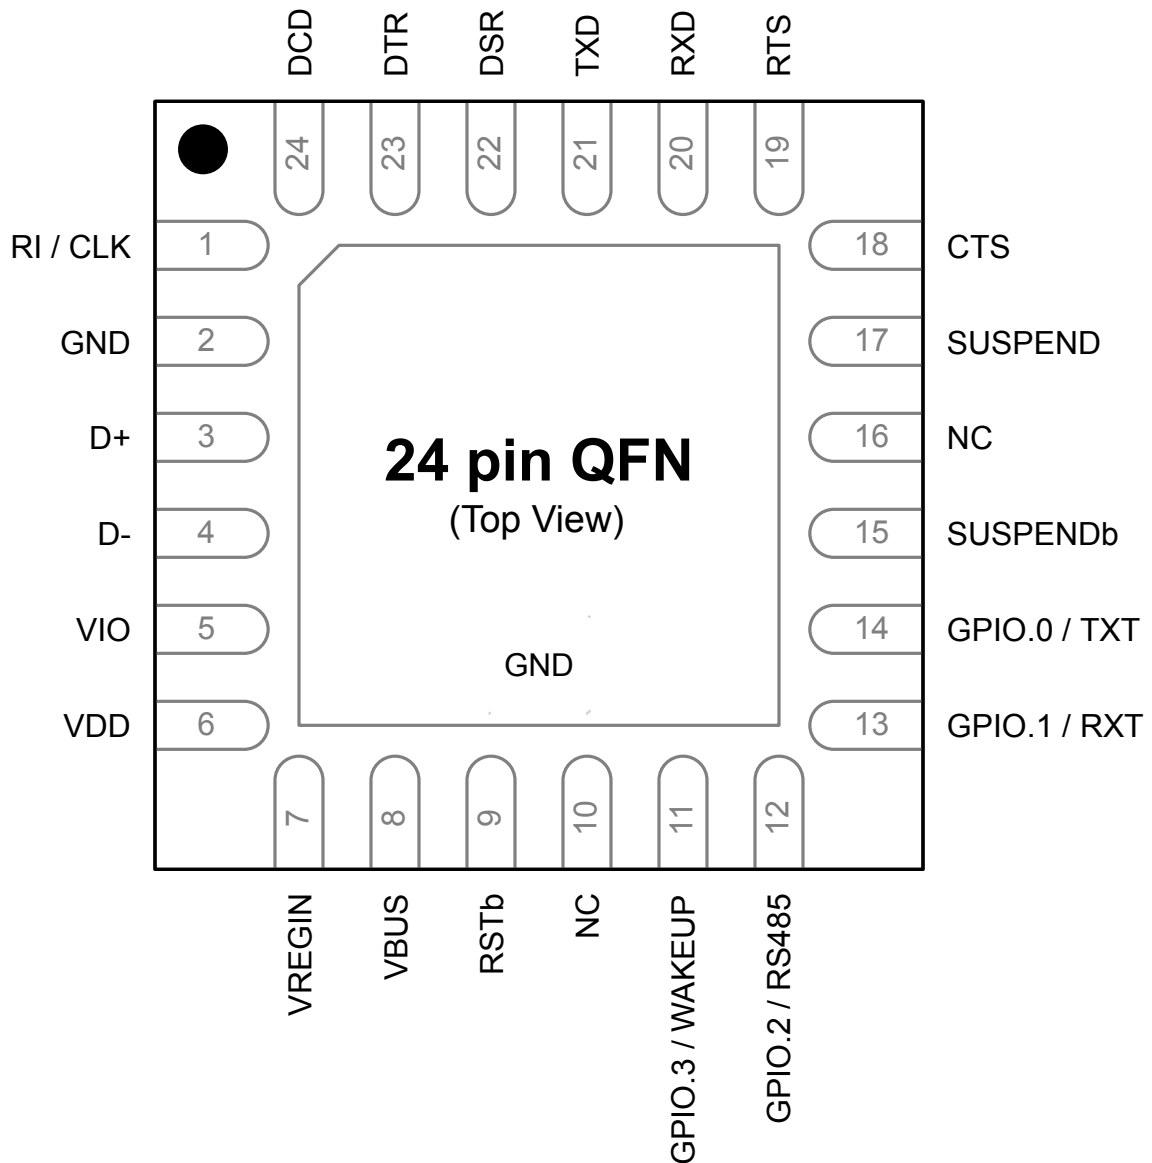 DCD DTR DSR TXD RXD RTS
24 23 22 21 20 19
RI / CLK 1 18 CTS
GND 2 17 SUSPEND
D+ 3 16 NC
24 pin QFN
(Top View)
D- 4 15 SUSPENDb
VIO 5 14 GPIO.0 / TXT
GND
VDD 6 13 GPIO.1 / RXT
7 8 9 10 11 12
VREGIN VBUS RSTb NC GPIO.3 / WAKEUP GPIO.2 / RS485